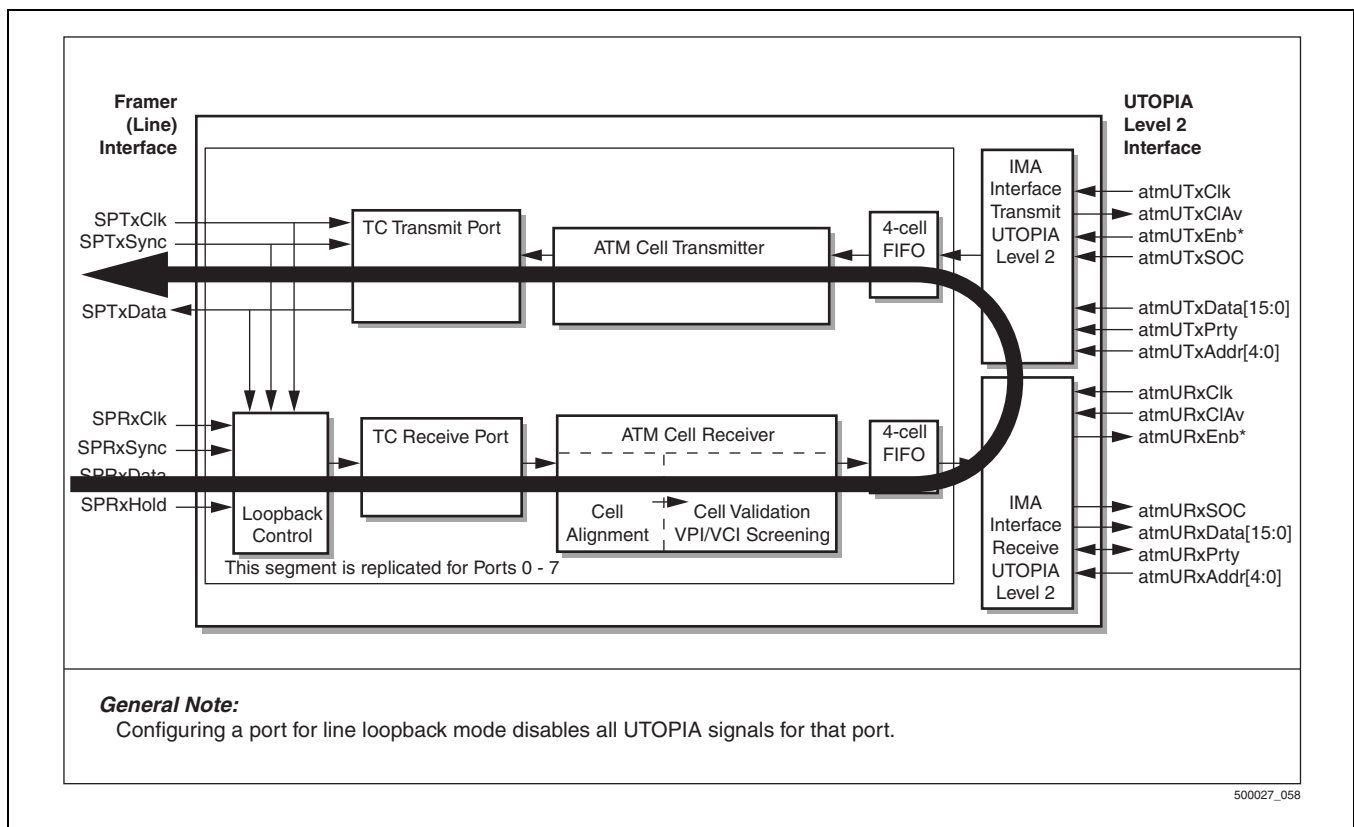 Framer
(Line)
Interface
UTOPIA
Level 2
Interface
SPTxClk
SPTxSync
SPTxData
TC Transmit Port
ATM Cell Transmitter
4-cell
FIFO
IMA
Interface
Transmit
UTOPIA
Level 2
atmUTxClk
atmUTxClAv
atmUTxEnb*
atmUTxSOC
atmUTxData[15:0]
atmUTxPrty
atmUTxAddr[4:0]
SPRxClk
SPRxSync
SPRxData
SPRxHold
Loopback
Control
TC Receive Port
ATM Cell Receiver
Cell
Alignment
Cell Validation
VPI/VCI Screening
4-cell
FIFO
IMA
Interface
Receive
UTOPIA
Level 2
atmURxClk
atmURxClAv
atmURxEnb*
atmURxSOC
atmURxData[15:0]
atmURxPrty
atmURxAddr[4:0]
This segment is replicated for Ports 0 - 7
General Note:
Configuring a port for line loopback mode disables all UTOPIA signals for that port.
500027_058